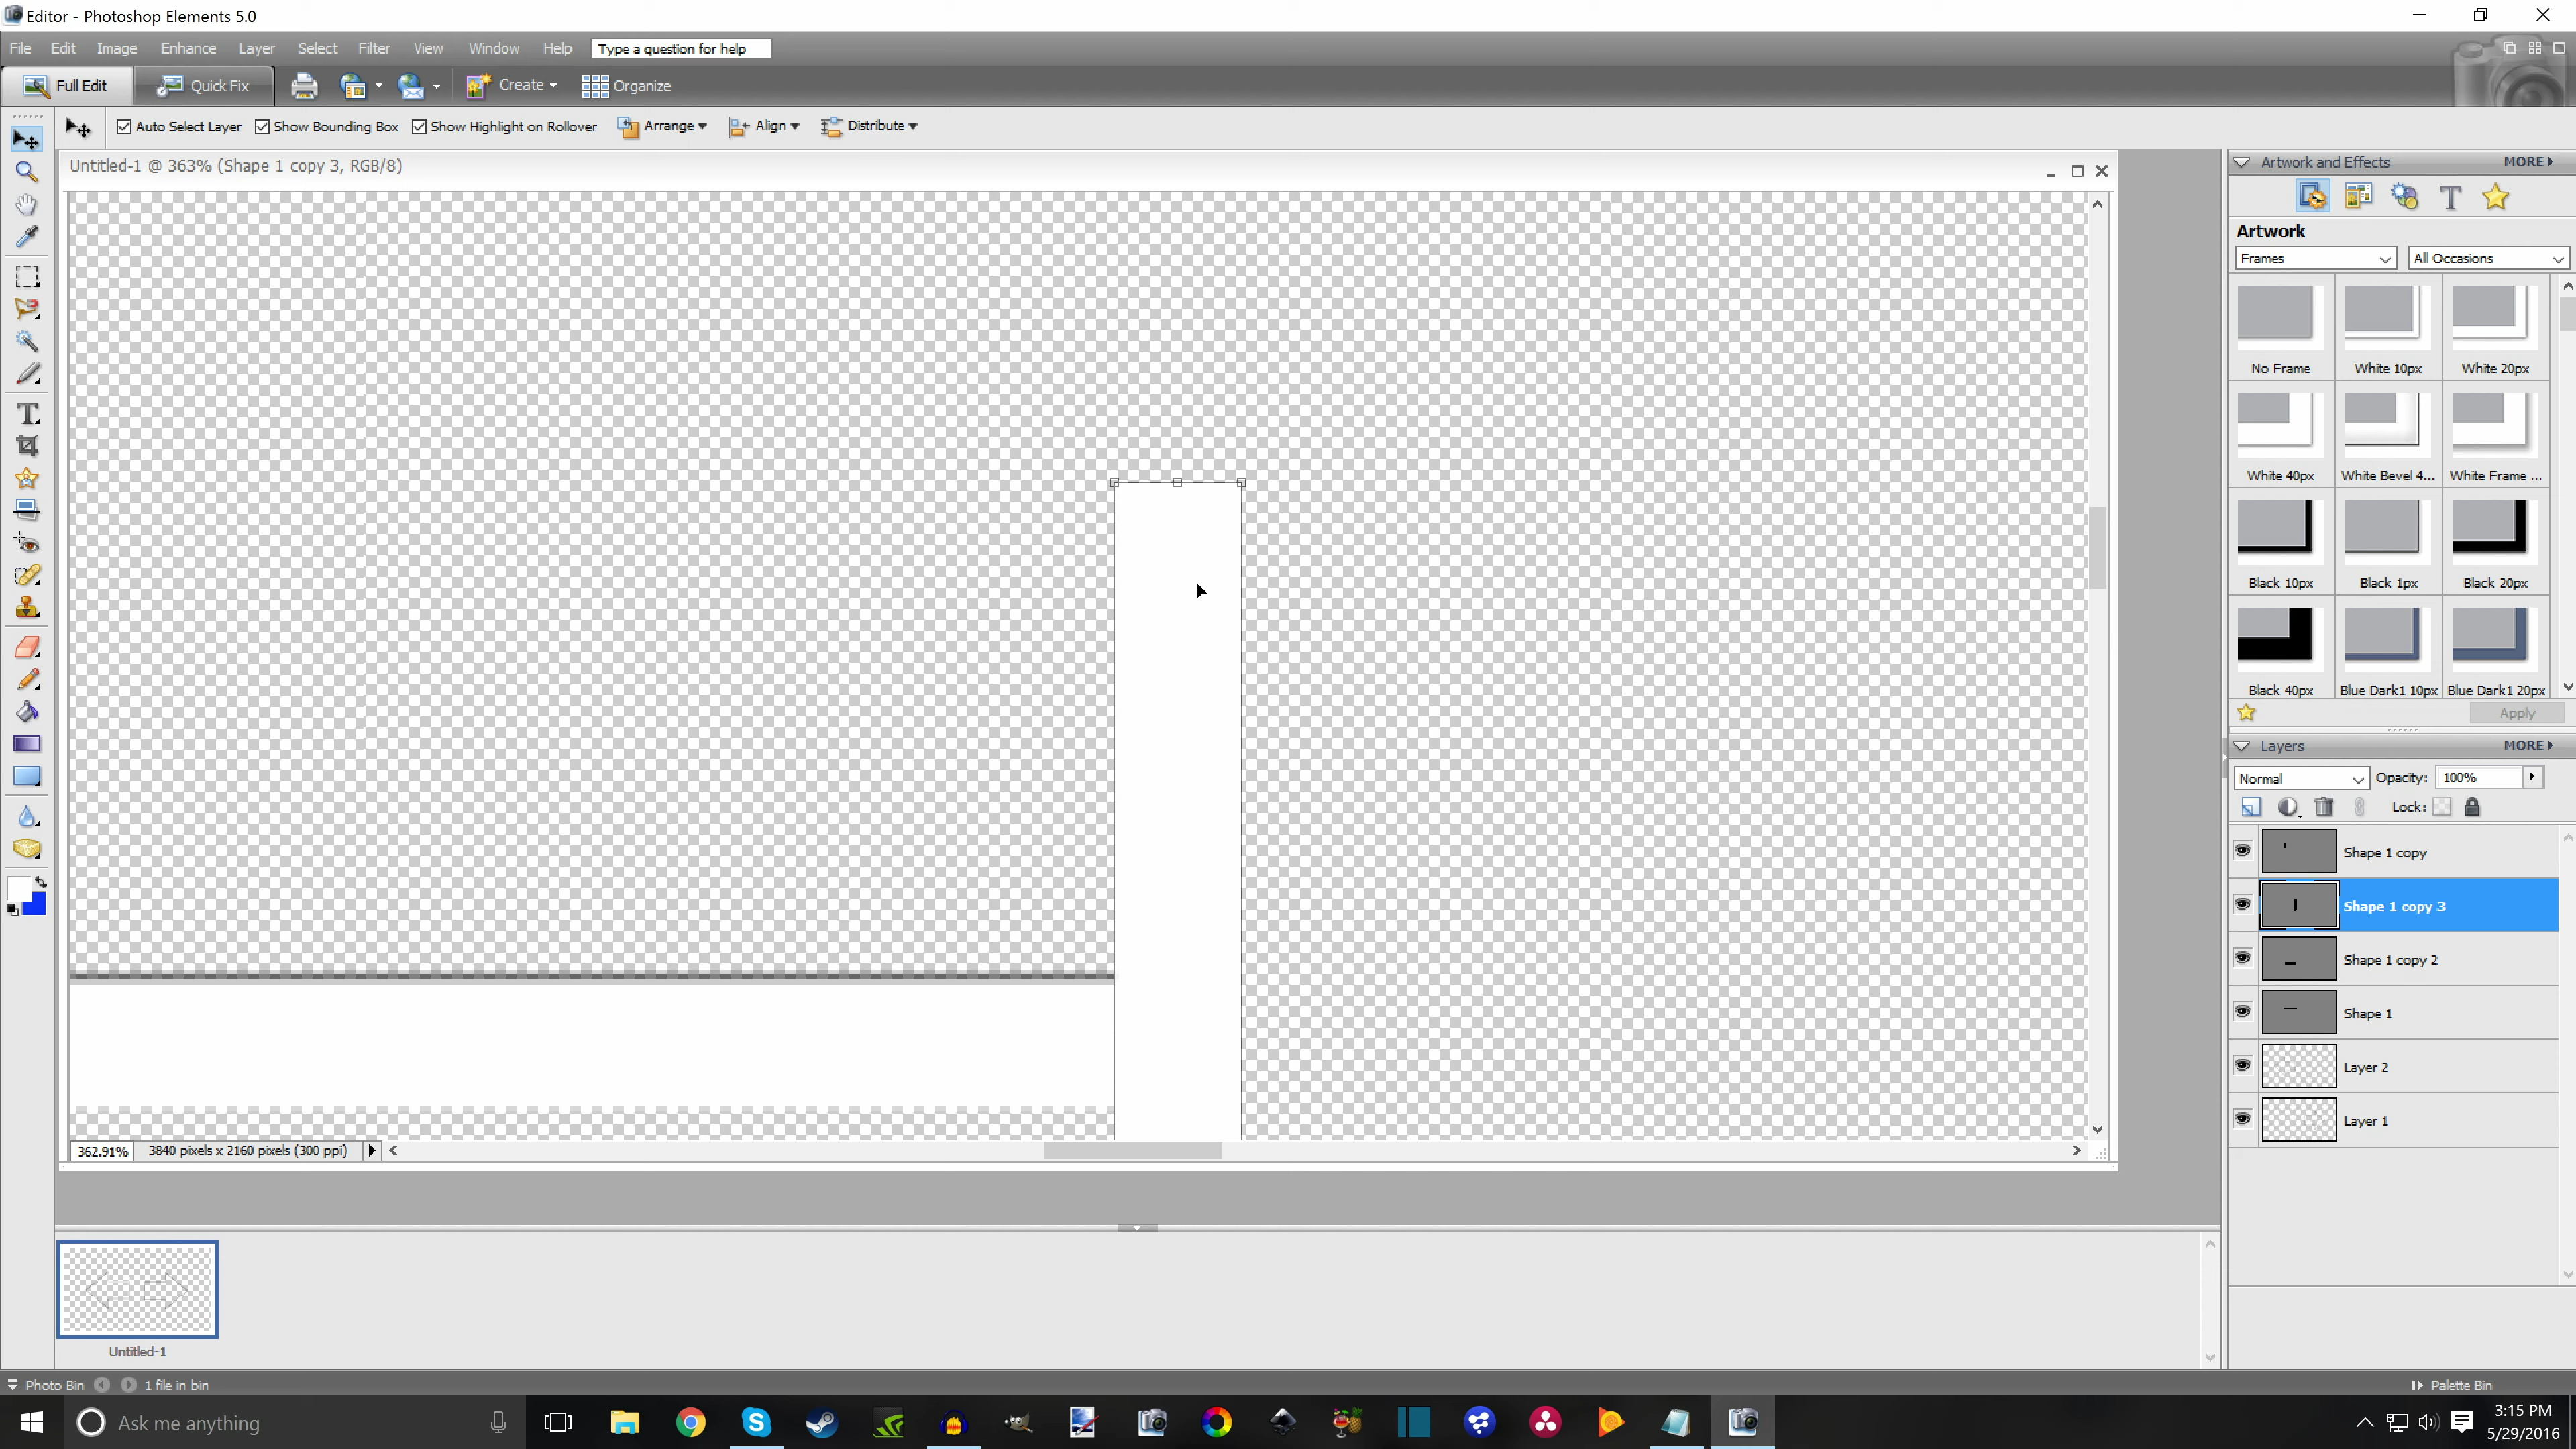 Editor - Photoshop Elements 5.0
File Edit Image Enhance Layer Select Filter View Window Help Type a question for help
Full Edit Quick Fix Create Organize
Auto Select Layer Show Bounding Box Show Highlight on Rollover Arrange Align Distribute
Untitled-1 @ 363% (Shape 1 copy 3, RGB/8)
Artwork and Effects MORE
Artwork
Frames All Occasions
No Frame White 10px White 20px
White 40px White Bevel 4... White Frame ...
Black 10px Black 1px Black 20px
Black 40px Blue Dark1 10px Blue Dark1 20px
Apply
Layers MORE
Normal Opacity: 100%
Lock:
Shape 1 copy
Shape 1 copy 3
Shape 1 copy 2
Shape 1
Layer 2
Layer 1
362.91% 3840 pixels x 2160 pixels (300 ppi)
Untitled-1
Photo Bin 1 file in bin Palette Bin
Ask me anything
3:15 PM
5/29/2016